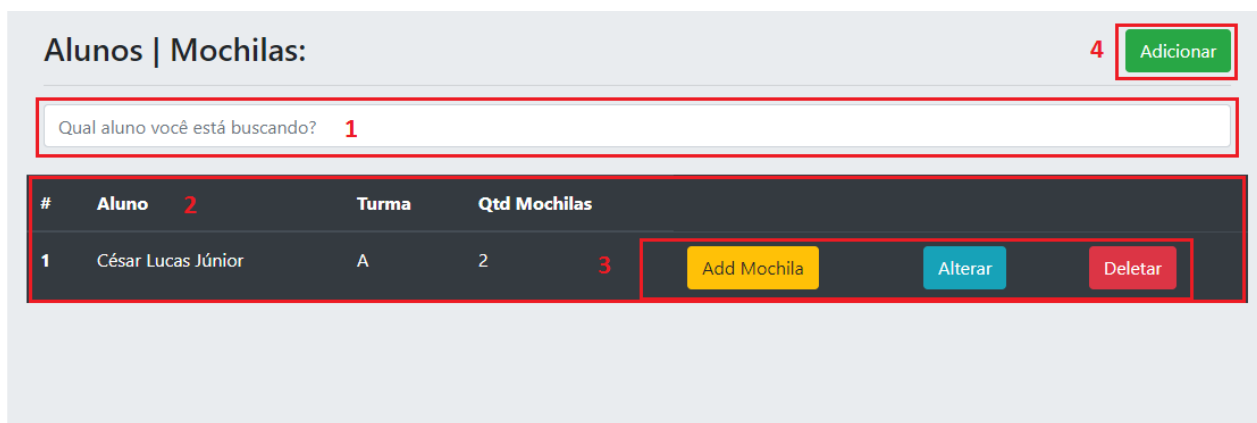 Alunos | Mochilas:
4
Adicionar
Qual aluno você está buscando? 1
# Aluno 2 Turma Qtd Mochilas
1 César Lucas Júnior A 2 3 Add Mochila Alterar Deletar